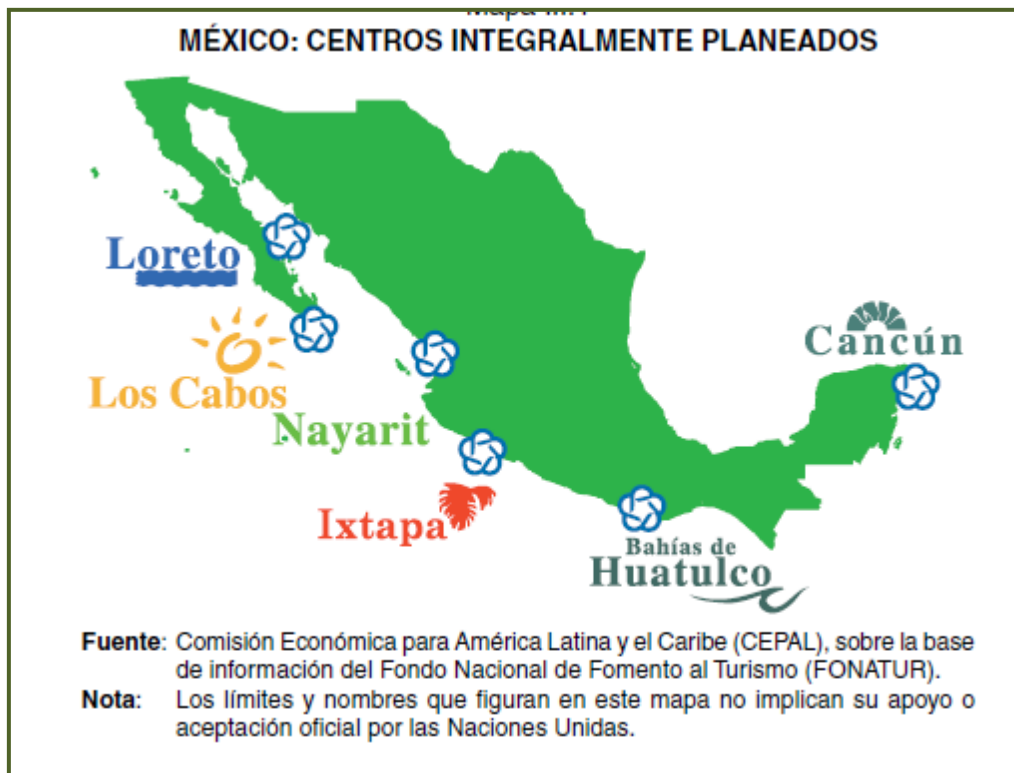 MÉXICO: CENTROS INTEGRALMENTE PLANEADOS
Loreto
Cancún
Los Cabos
Nayarit
Ixtapa
Bahías de
Huatulco
Fuente: Comisión Económica para América Latina y el Caribe (CEPAL), sobre la base
de información del Fondo Nacional de Fomento al Turismo (FONATUR).
Nota: Los límites y nombres que figuran en este mapa no implican su apoyo o
aceptación oficial por las Naciones Unidas.